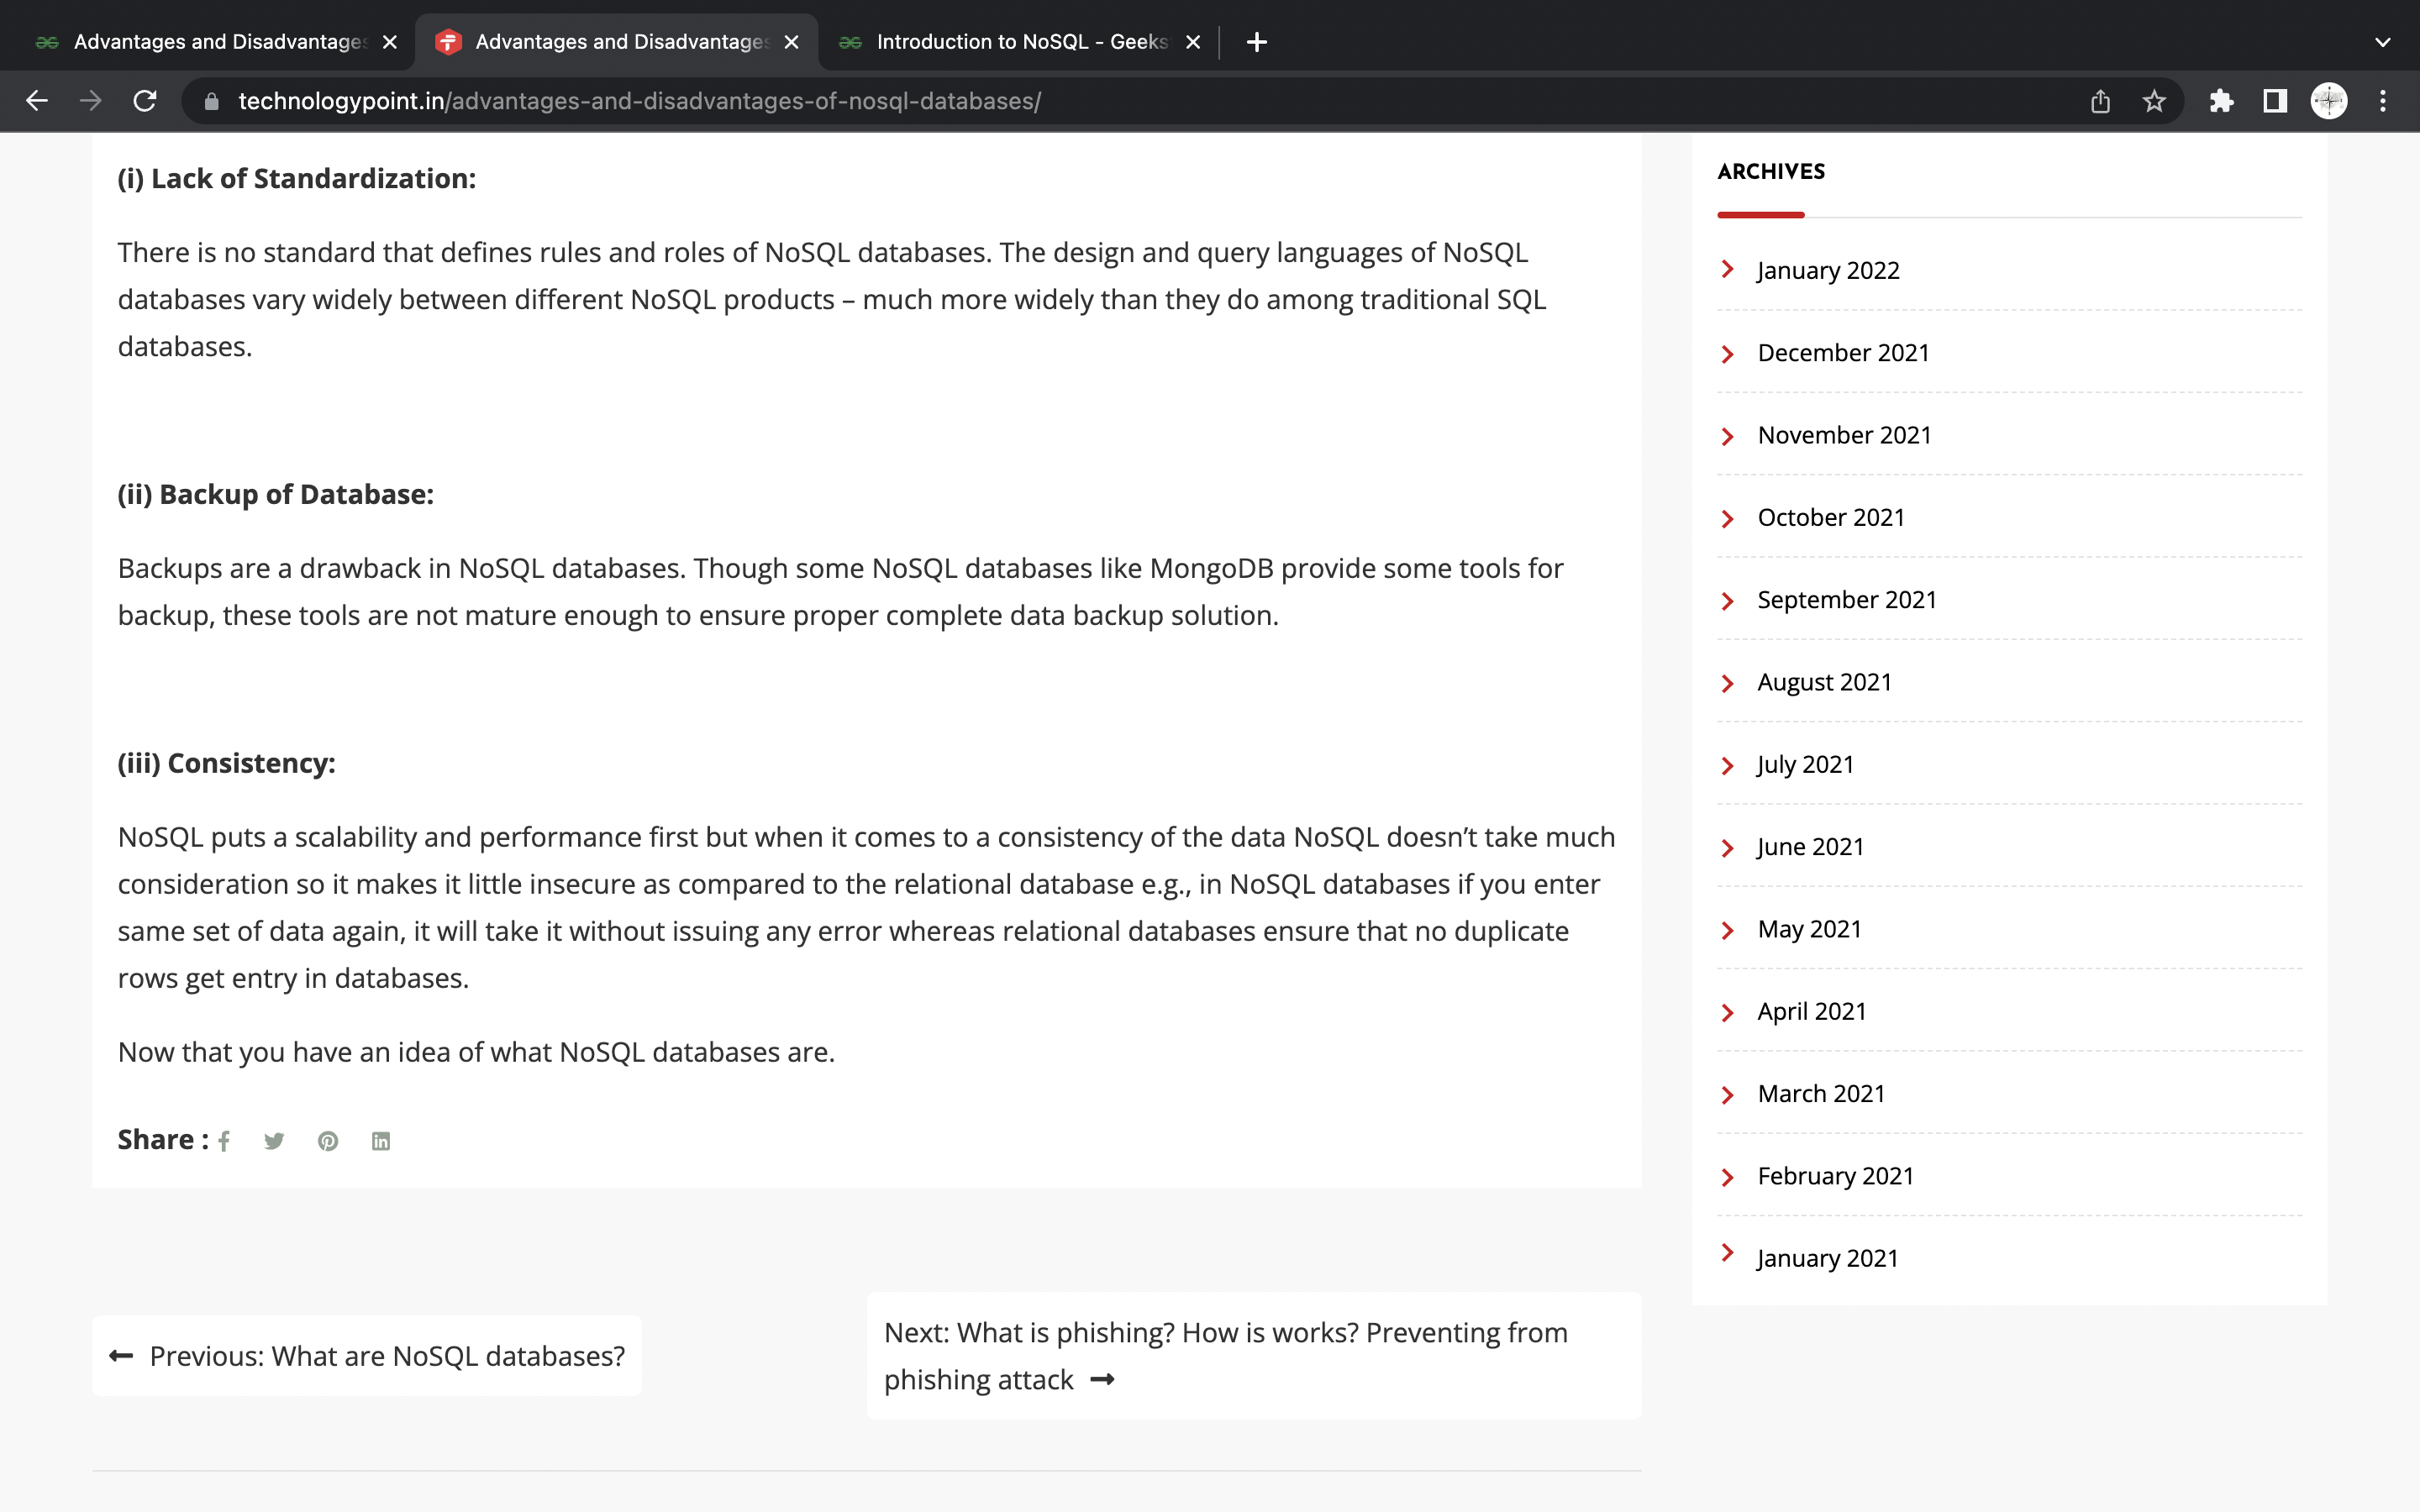 Advantages and Disadvantages
Advantages and Disadvantages
Introduction to NoSQL - Geeks
technologypoint.in/advantages-and-disadvantages-of-nosql-databases/
(i) Lack of Standardization:
There is no standard that defines rules and roles of NoSQL databases. The design and query languages of NoSQL
databases vary widely between different NoSQL products – much more widely than they do among traditional SQL
databases.
(ii) Backup of Database:
Backups are a drawback in NoSQL databases. Though some NoSQL databases like MongoDB provide some tools for
backup, these tools are not mature enough to ensure proper complete data backup solution.
(iii) Consistency:
NoSQL puts a scalability and performance first but when it comes to a consistency of the data NoSQL doesn’t take much
consideration so it makes it little insecure as compared to the relational database e.g., in NoSQL databases if you enter
same set of data again, it will take it without issuing any error whereas relational databases ensure that no duplicate
rows get entry in databases.
Now that you have an idea of what NoSQL databases are.
Share :
Previous: What are NoSQL databases?
Next: What is phishing? How is works? Preventing from
phishing attack
ARCHIVES
January 2022
December 2021
November 2021
October 2021
September 2021
August 2021
July 2021
June 2021
May 2021
April 2021
March 2021
February 2021
January 2021